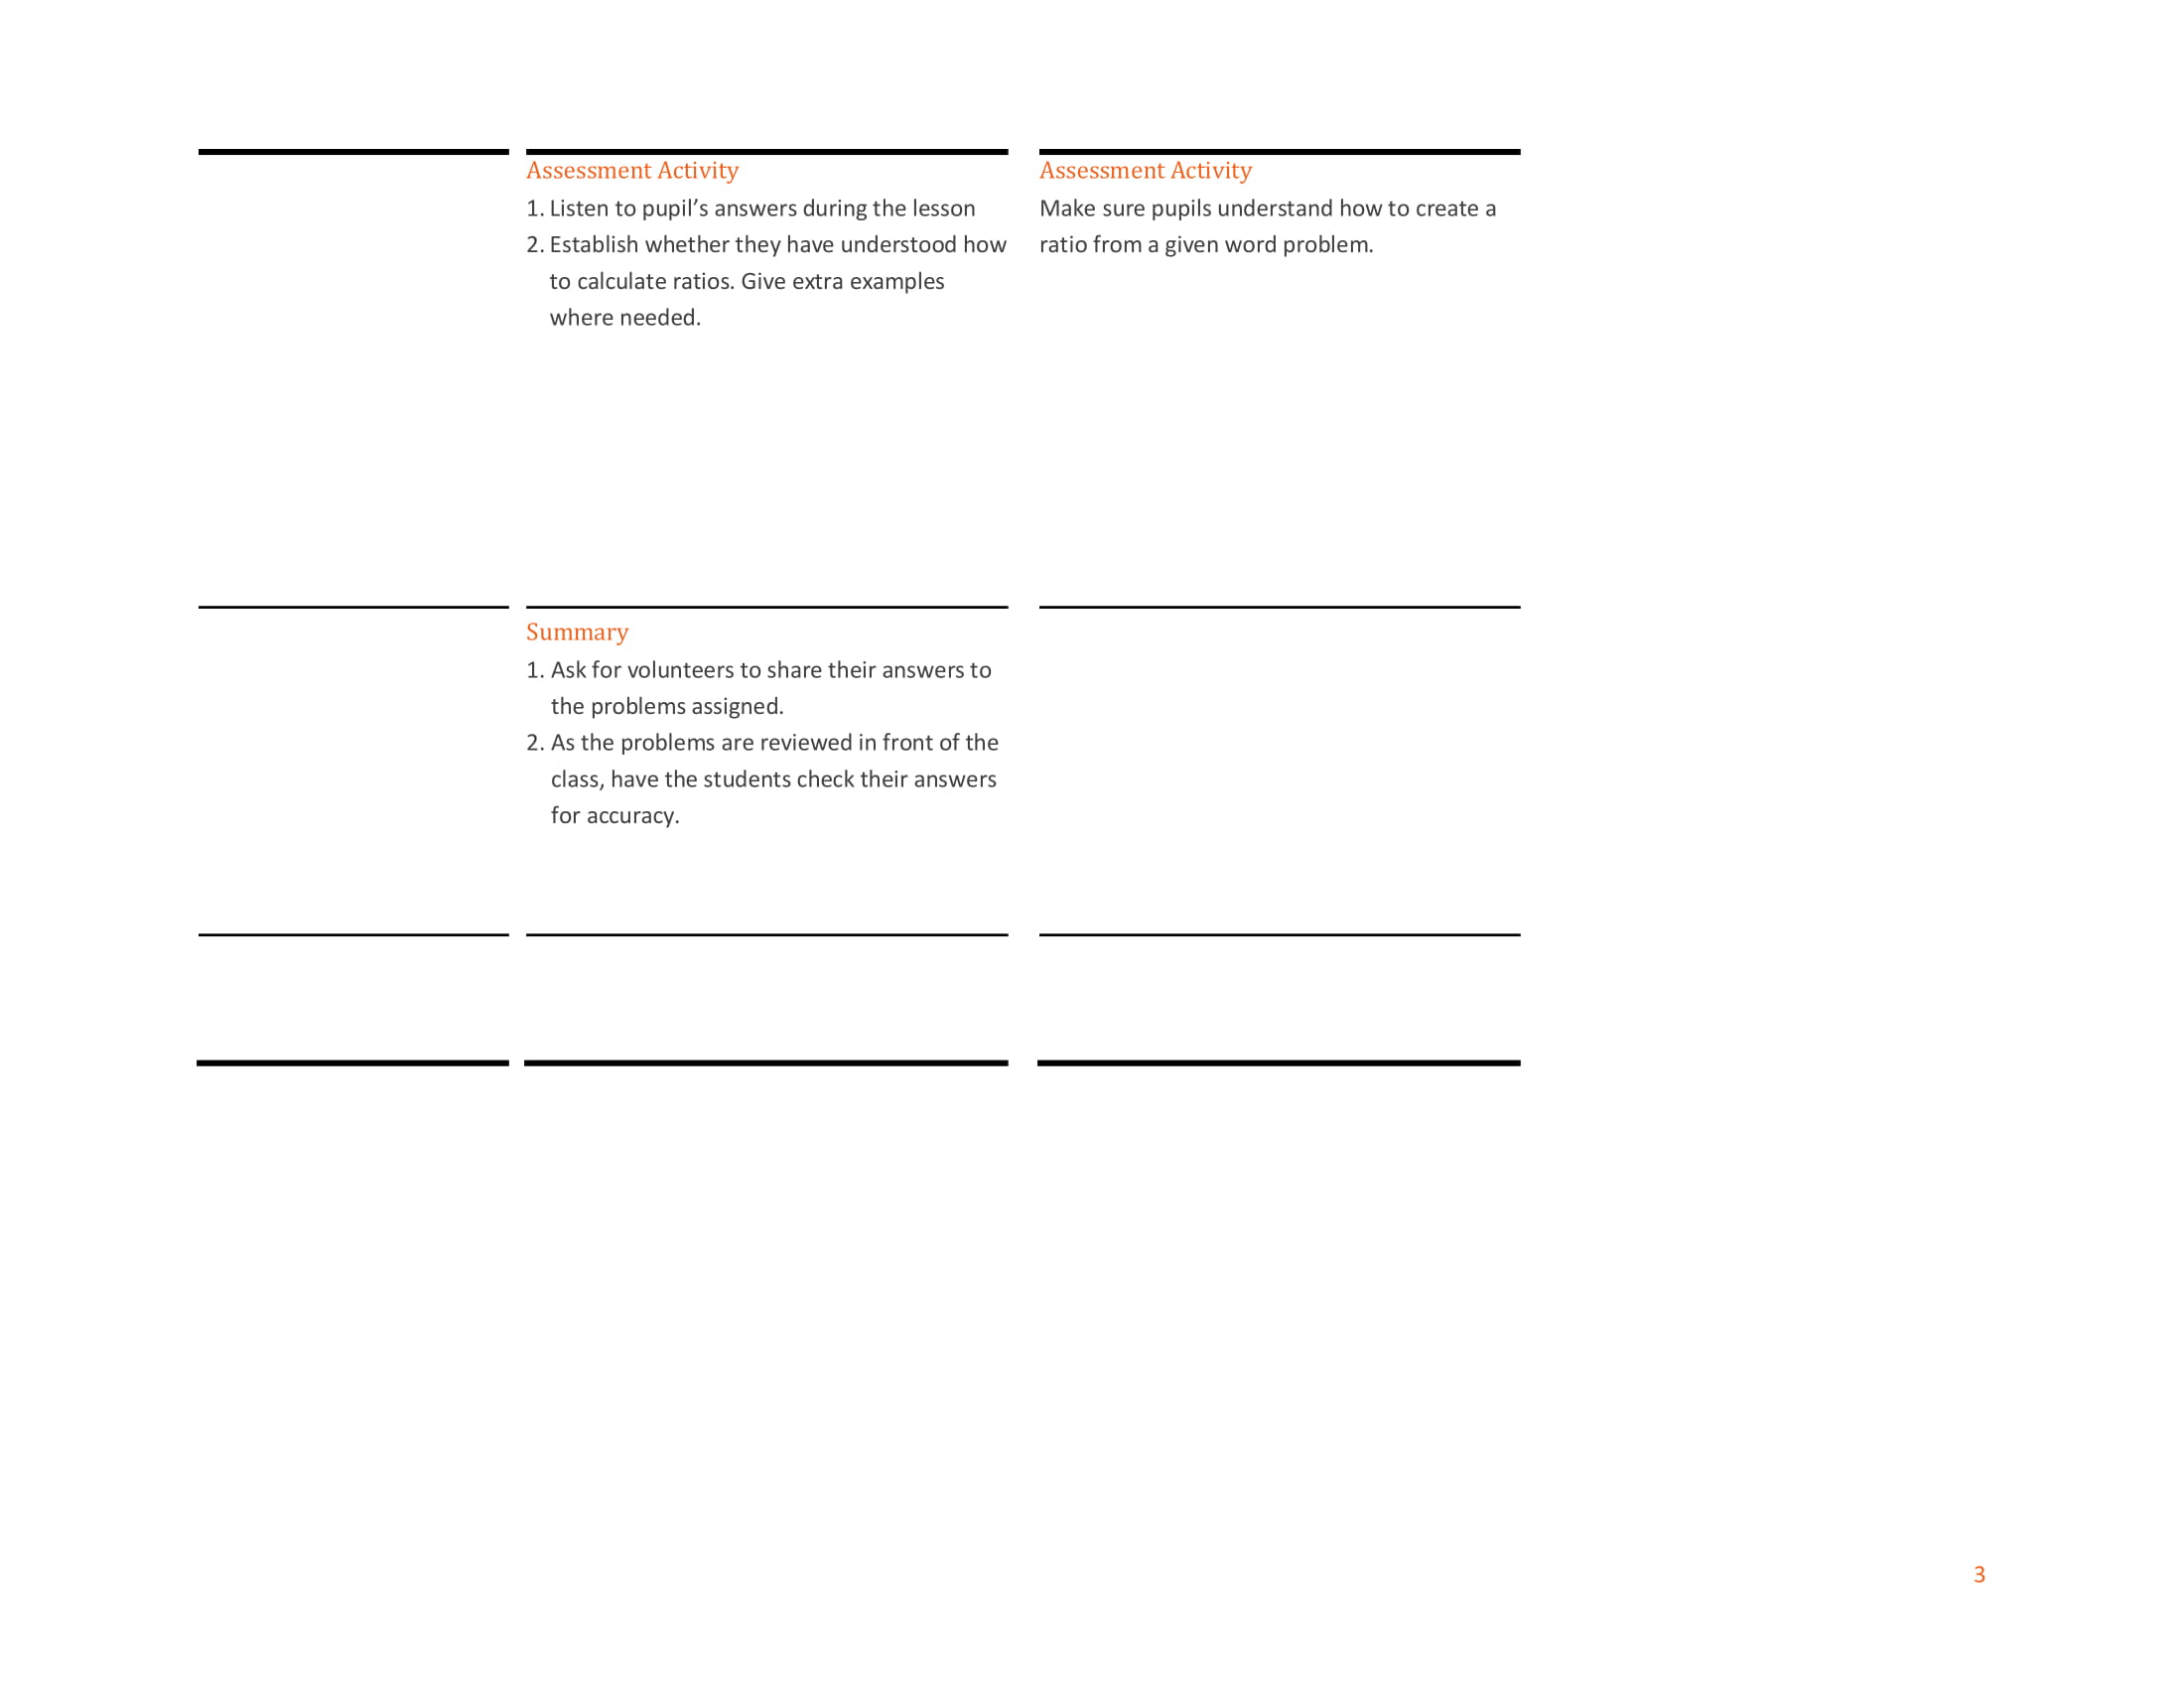 Assessment Activity
1. Listen to pupil’s answers during the lesson
2. Establish whether they have understood how
to calculate ratios. Give extra examples
where needed.
Assessment Activity
Make sure pupils understand how to create a
ratio from a given word problem.
Summary
1. Ask for volunteers to share their answers to
the problems assigned.
2. As the problems are reviewed in front of the
class, have the students check their answers
for accuracy.
3